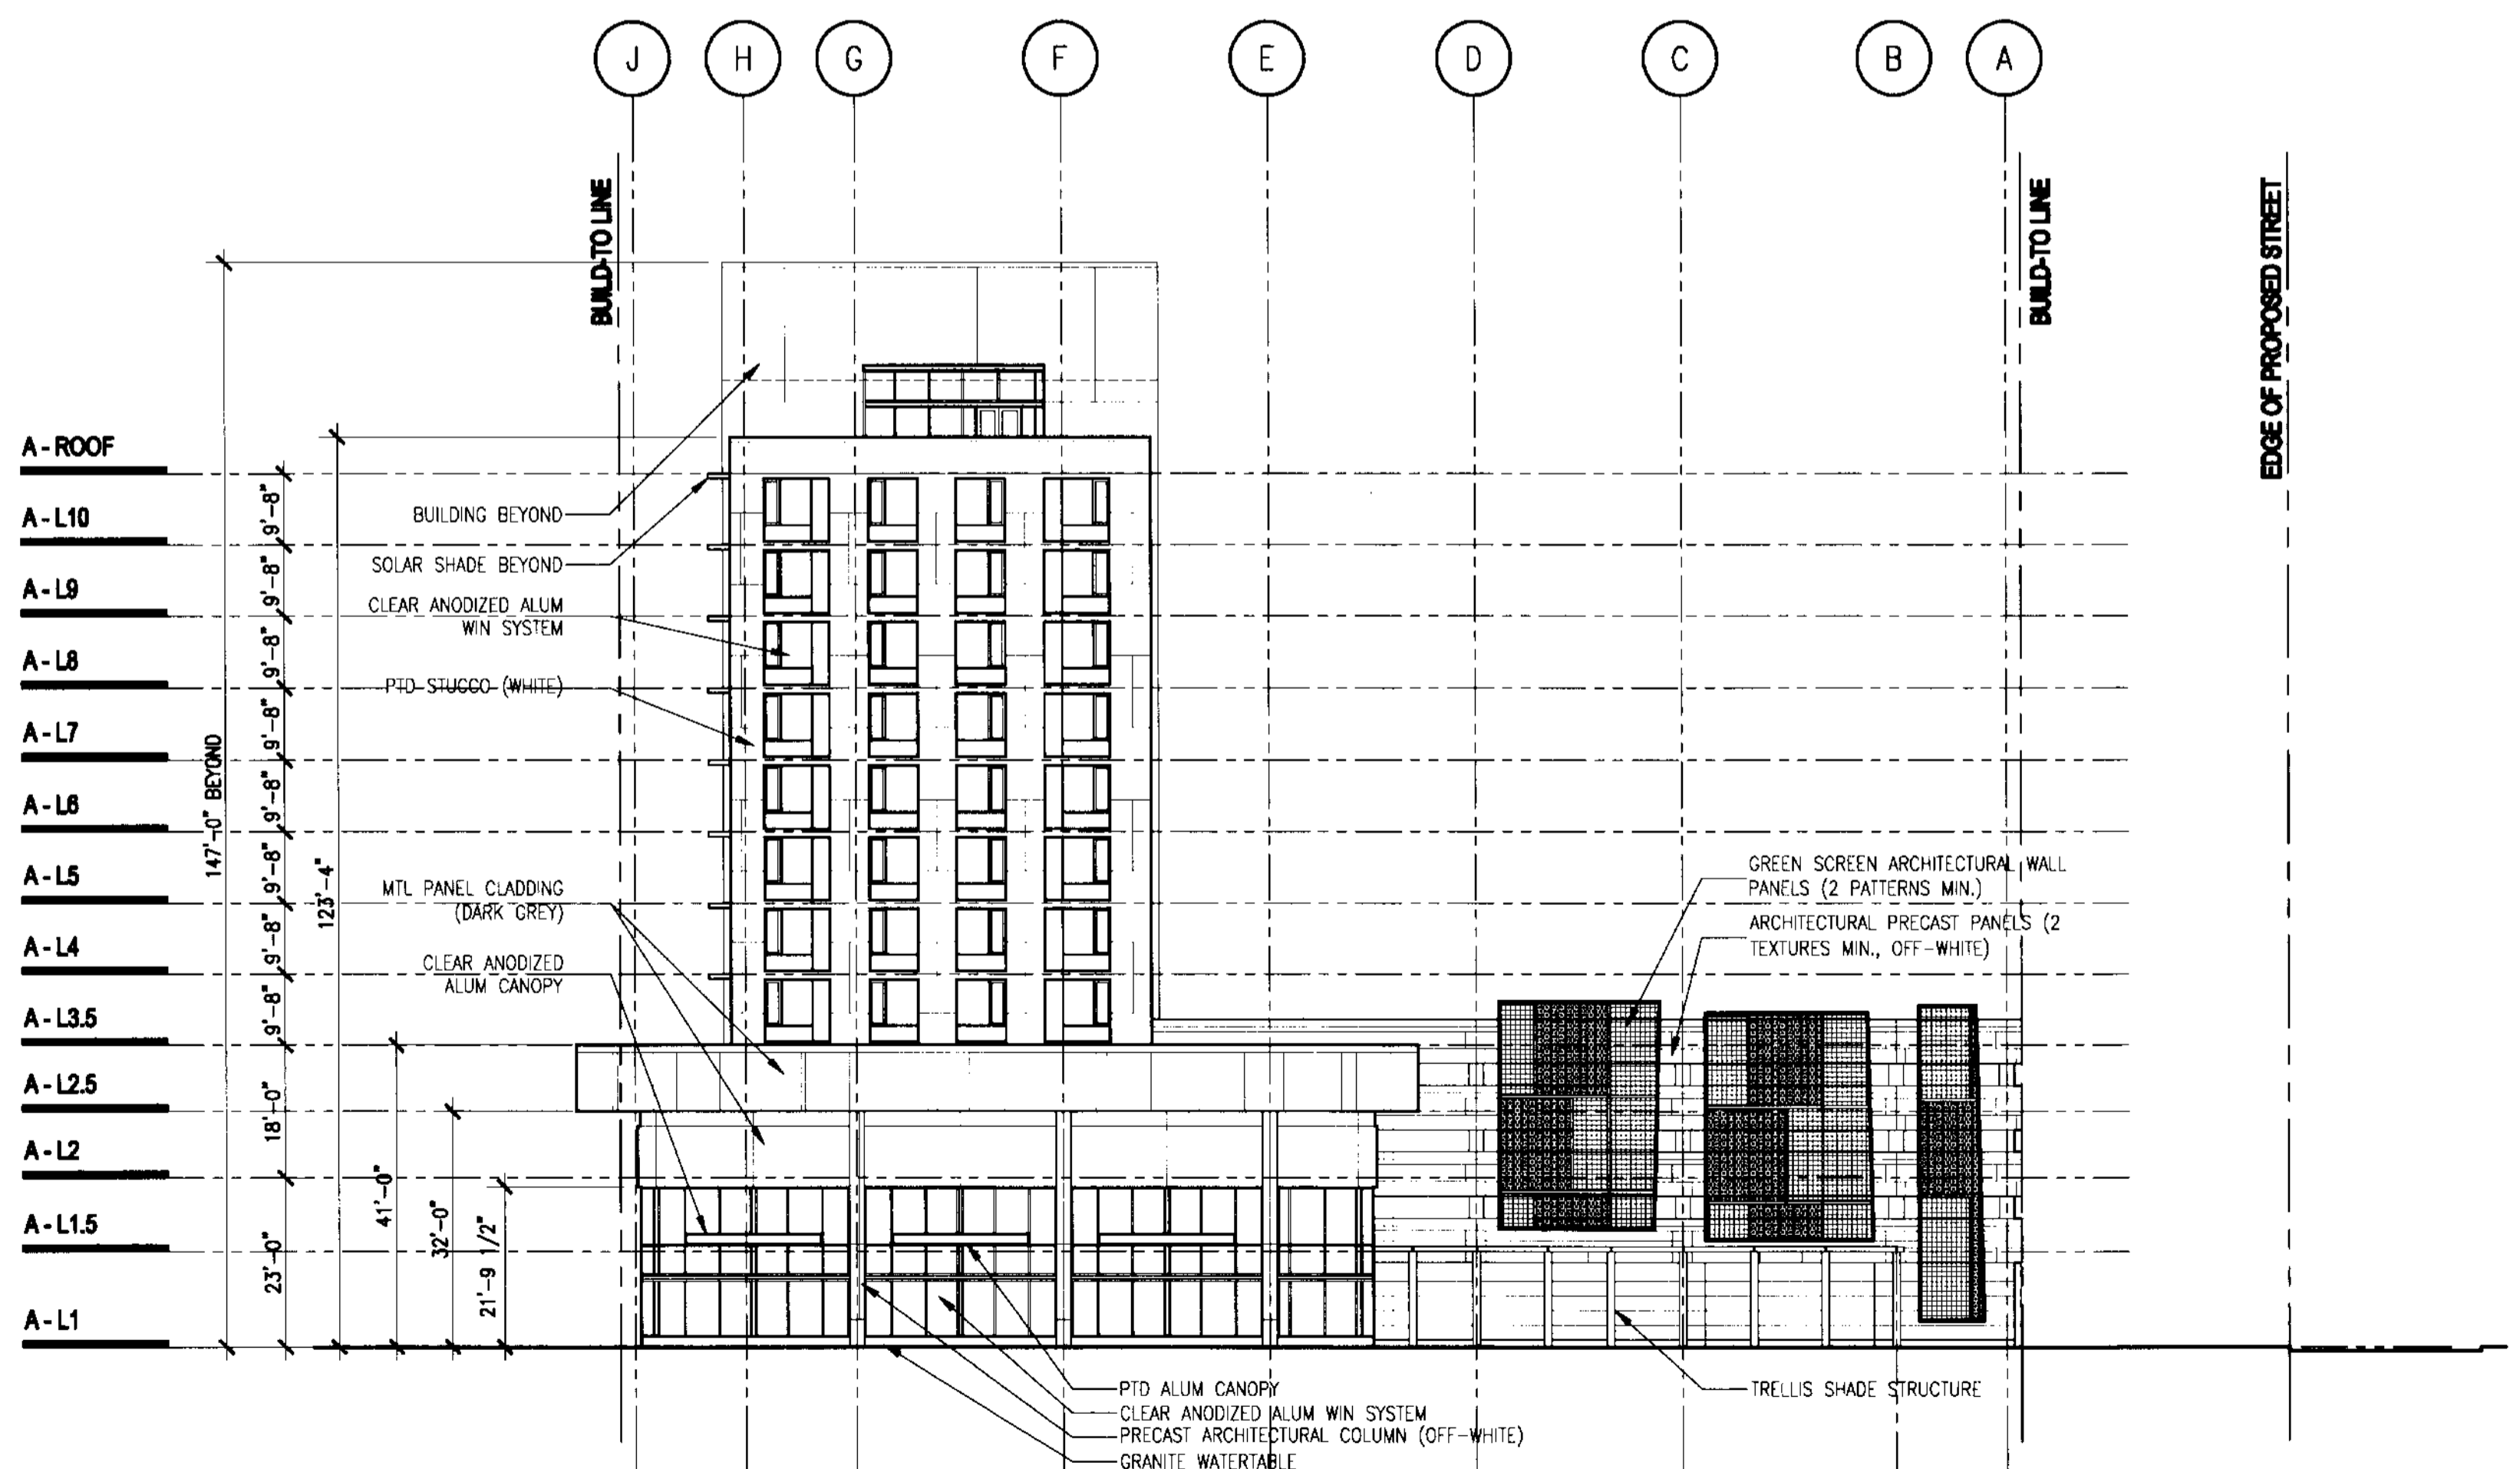 J H G F E D C B A
BUILD-TO LINE
BUILD-TO LINE
EDGE OF PROPOSED STREET
A - ROOF
A - L10
A - L9
A - L8
A - L7
A - L6
A - L5
A - L4
A - L3.5
A - L2.5
A - L2
A - L1.5
A - L1
147'-0" BEYOND
9'-8"
9'-8"
9'-8"
9'-8"
9'-8"
9'-8"
9'-8"
9'-8"
18'-0"
23'-0"
123'-4"
41'-0"
32'-0"
21'-9 1/2"
BUILDING BEYOND
SOLAR SHADE BEYOND
CLEAR ANODIZED ALUM
WIN SYSTEM
PTD STUCCO (WHITE)
MTL PANEL CLADDING
(DARK GREY)
CLEAR ANODIZED
ALUM CANOPY
GREEN SCREEN ARCHITECTURAL WALL
PANELS (2 PATTERNS MIN.)
ARCHITECTURAL PRECAST PANELS (2
TEXTURES MIN., OFF-WHITE)
PTD ALUM CANOPY
CLEAR ANODIZED ALUM WIN SYSTEM
PRECAST ARCHITECTURAL COLUMN (OFF-WHITE)
GRANITE WATERTABLE
TRELLIS SHADE STRUCTURE